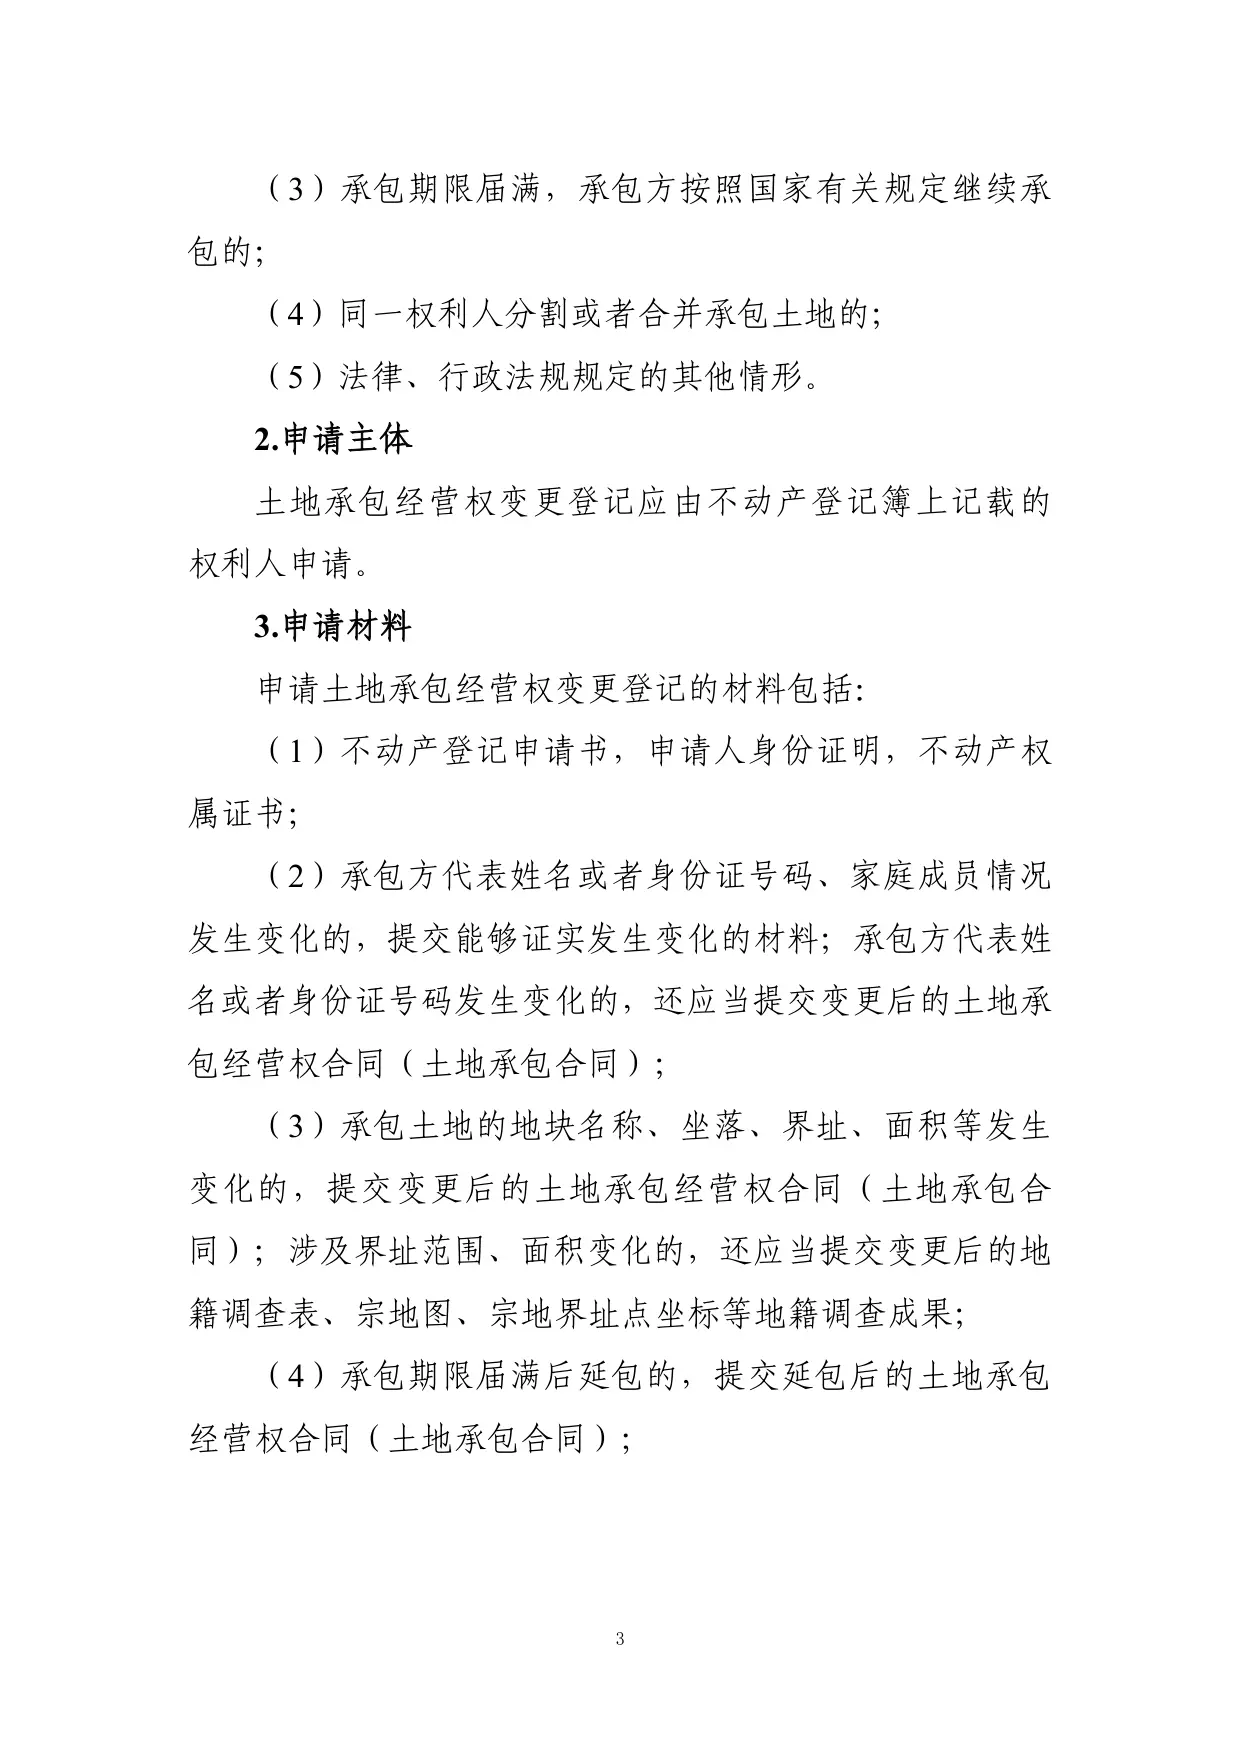 （3）承包期限届满，承包方按照国家有关规定继续承
包的；
（4）同一权利人分割或者合并承包土地的；
（5）法律、行政法规规定的其他情形。
2.申请主体
土地承包经营权变更登记应由不动产登记簿上记载的
权利人申请。
3.申请材料
申请土地承包经营权变更登记的材料包括：
（1）不动产登记申请书，申请人身份证明，不动产权
属证书；
（2）承包方代表姓名或者身份证号码、家庭成员情况
发生变化的，提交能够证实发生变化的材料；承包方代表姓
名或者身份证号码发生变化的，还应当提交变更后的土地承
包经营权合同（土地承包合同）；
（3）承包土地的地块名称、坐落、界址、面积等发生
变化的，提交变更后的土地承包经营权合同（土地承包合
同）；涉及界址范围、面积变化的，还应当提交变更后的地
籍调查表、宗地图、宗地界址点坐标等地籍调查成果；
（4）承包期限届满后延包的，提交延包后的土地承包
经营权合同（土地承包合同）；
3